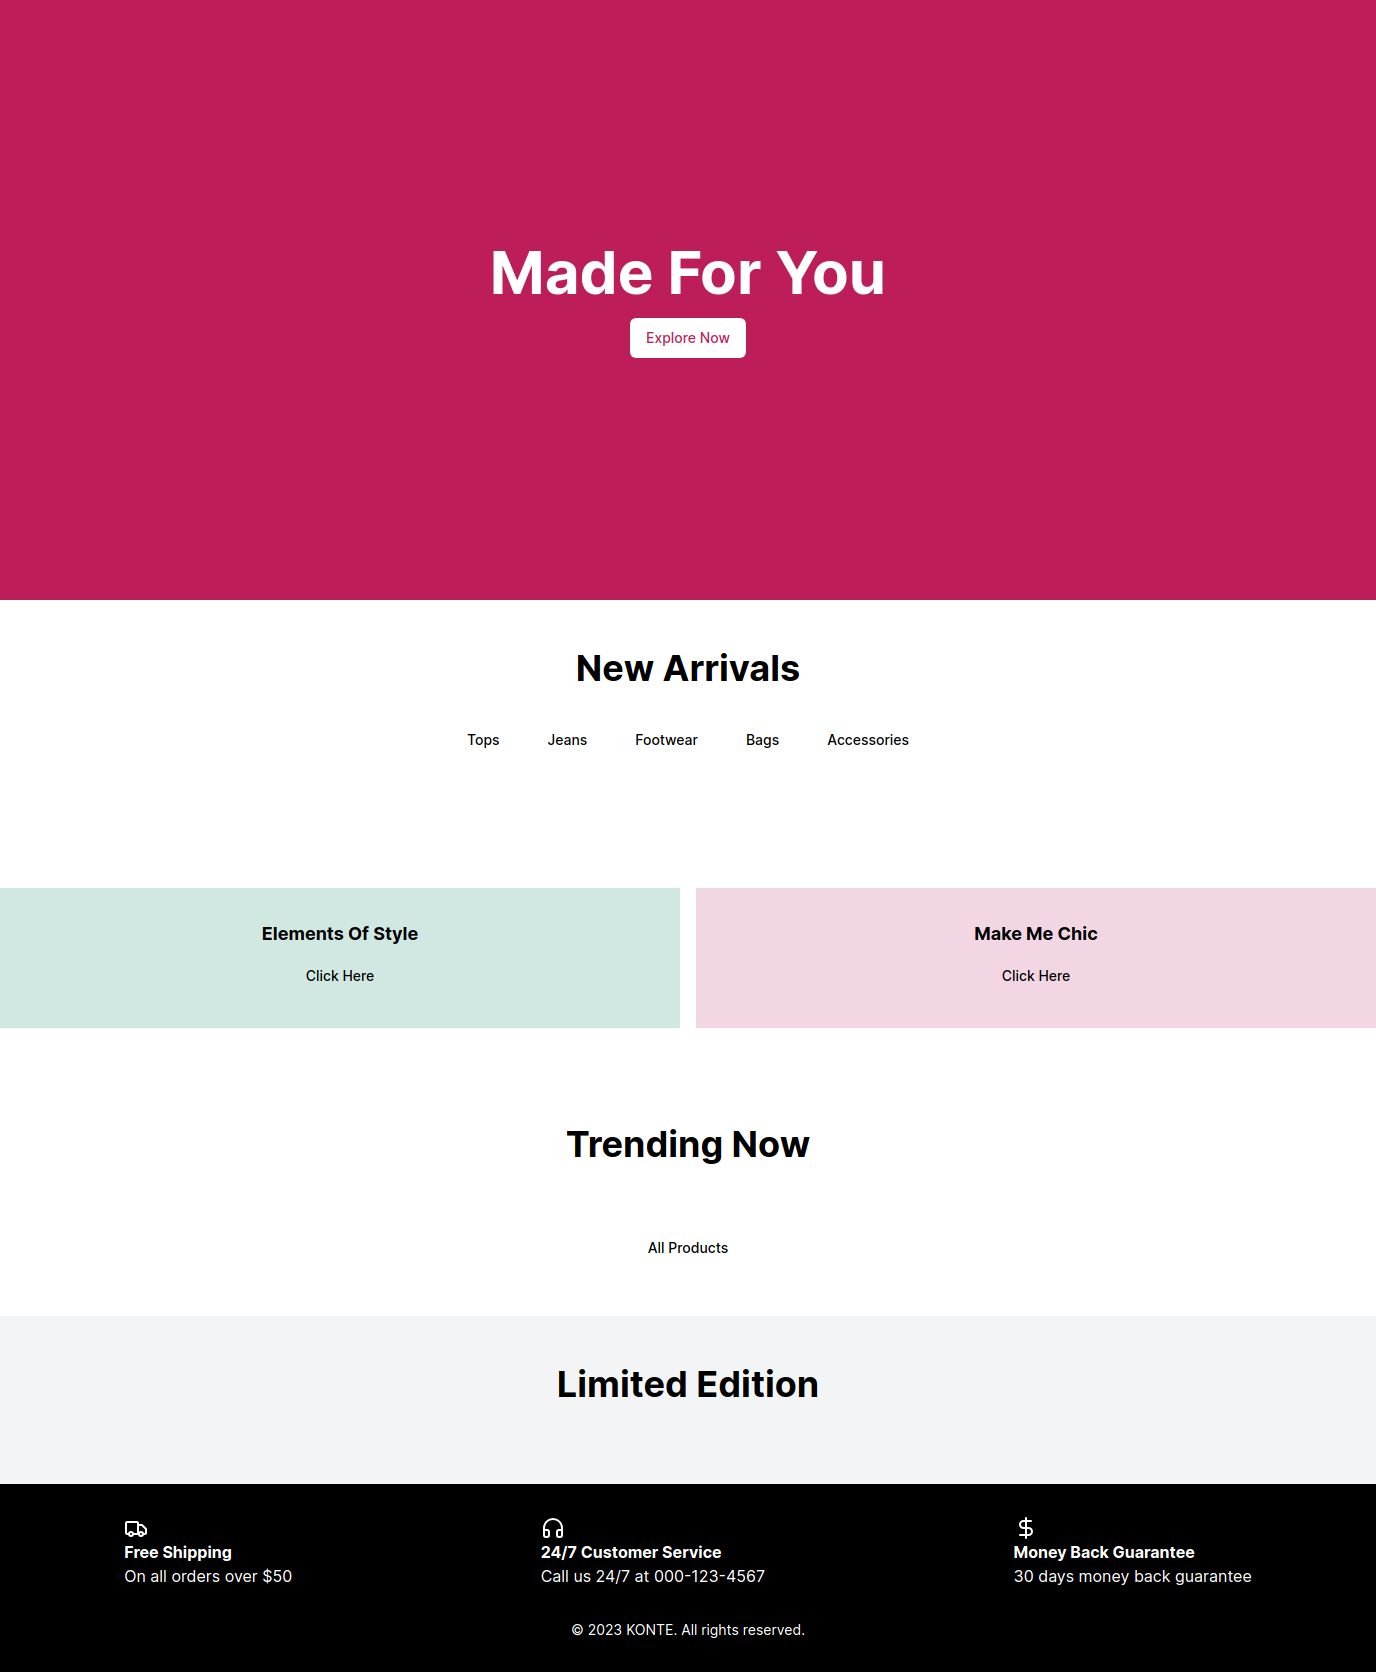 Made For You
Explore Now
New Arrivals
Tops Jeans Footwear Bags Accessories
Elements Of Style
Click Here
Make Me Chic
Click Here
Trending Now
All Products
Limited Edition
Free Shipping
On all orders over $50
24/7 Customer Service
Call us 24/7 at 000-123-4567
Money Back Guarantee
30 days money back guarantee
© 2023 KONTE. All rights reserved.